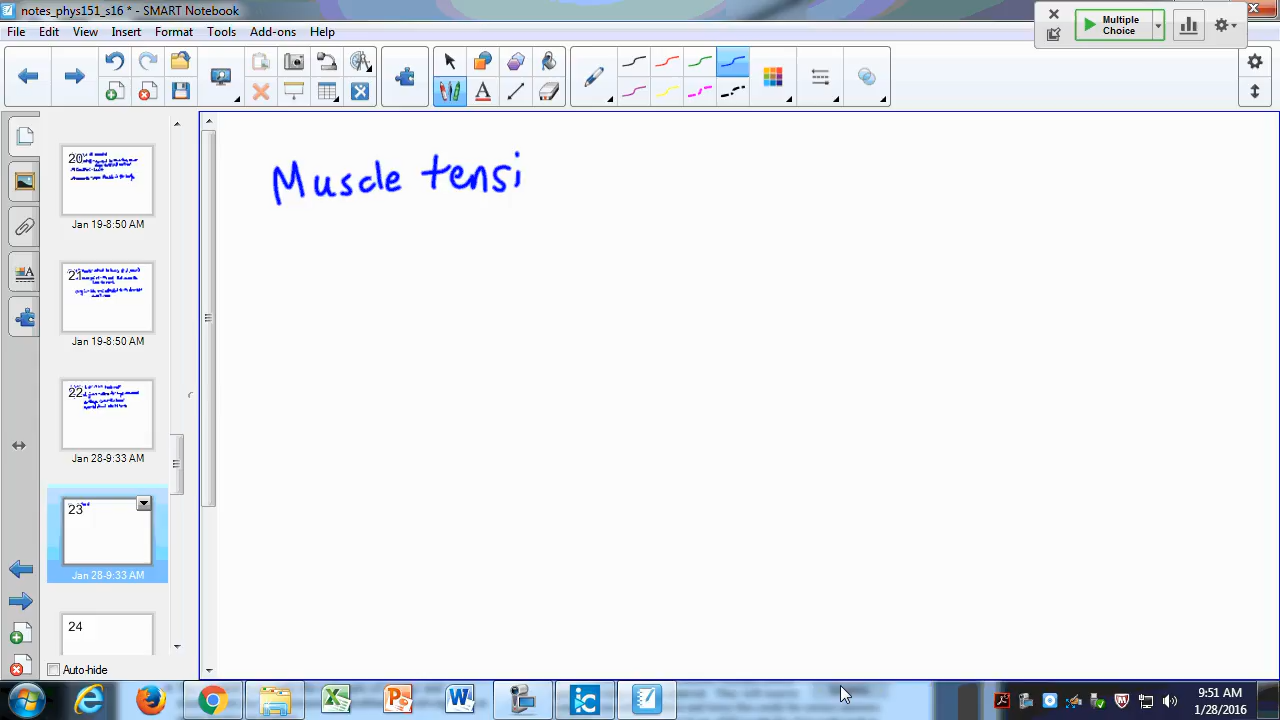 notes_phys151_s16 * - SMART Notebook
File Edit View Insert Format Tools Add-ons Help
Multiple
Choice
Muscle tensi
20
Jan 19-8:50 AM
21
Jan 19-8:50 AM
22
Jan 28-9:33 AM
23
Jan 28-9:33 AM
24
Auto-hide
9:51 AM
1/28/2016